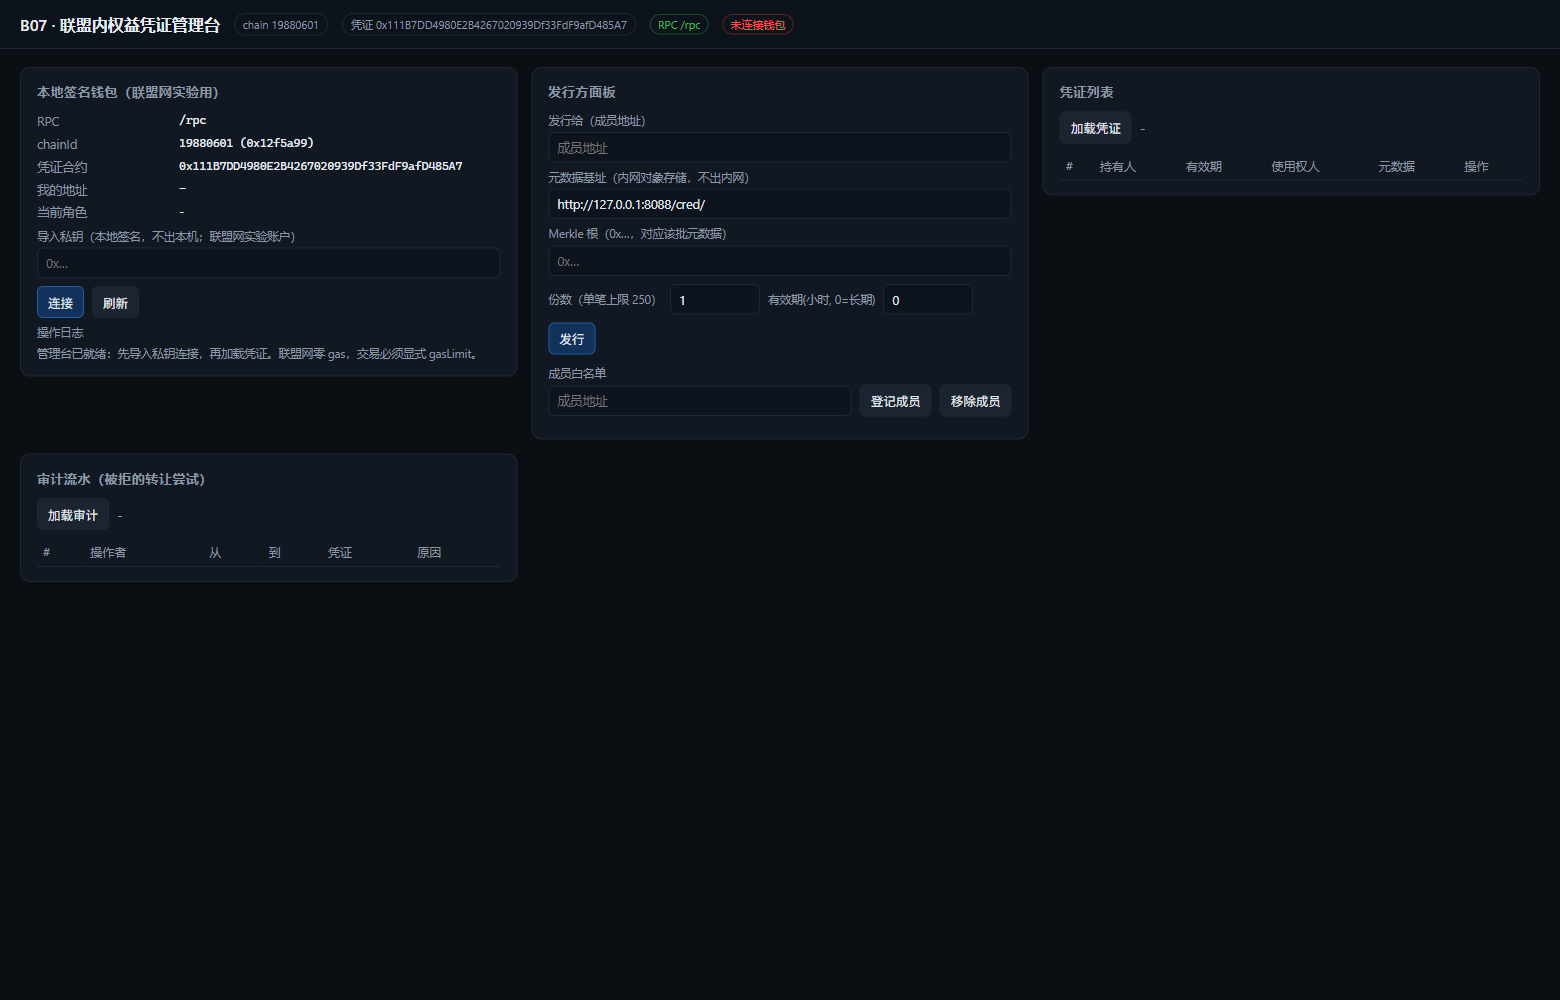 B07 · 联盟内权益凭证管理台 chain 19880601 凭证 0x111B7DD4980E2B4267020939Df33FdF9afD485A7 RPC /rpc 未连接钱包
本地签名钱包（联盟网实验用）
RPC /rpc
chainId 19880601 (0x12f5a99)
凭证合约 0x111B7DD4980E2B4267020939Df33FdF9afD485A7
我的地址 —
当前角色 -
导入私钥（本地签名，不出本机；联盟网实验账户）
0x...
连接 刷新
操作日志
管理台已就绪：先导入私钥连接，再加载凭证。联盟网零 gas，交易必须显式 gasLimit。
发行方面板
发行给（成员地址）
成员地址
元数据基址（内网对象存储，不出内网）
http://127.0.0.1:8088/cred/
Merkle 根（0x...，对应该批元数据）
0x...
份数（单笔上限 250） 1 有效期(小时, 0=长期) 0
发行
成员白名单
成员地址 登记成员 移除成员
凭证列表
加载凭证 -
# 持有人 有效期 使用权人 元数据 操作
审计流水（被拒的转让尝试）
加载审计 -
# 操作者 从 到 凭证 原因